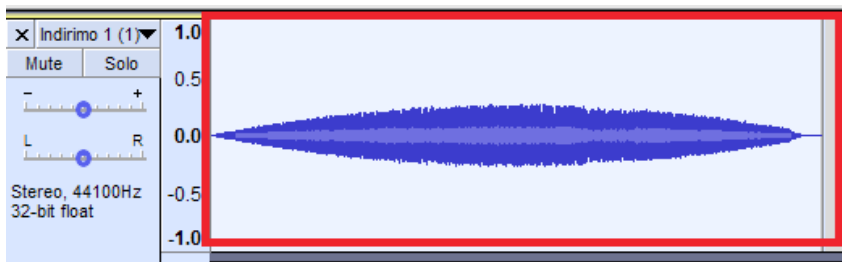 × Indirimo 1 (1)▼
Mute Solo
- +
L R
Stereo, 44100Hz
32-bit float
1.0
0.5
0.0
-0.5
-1.0